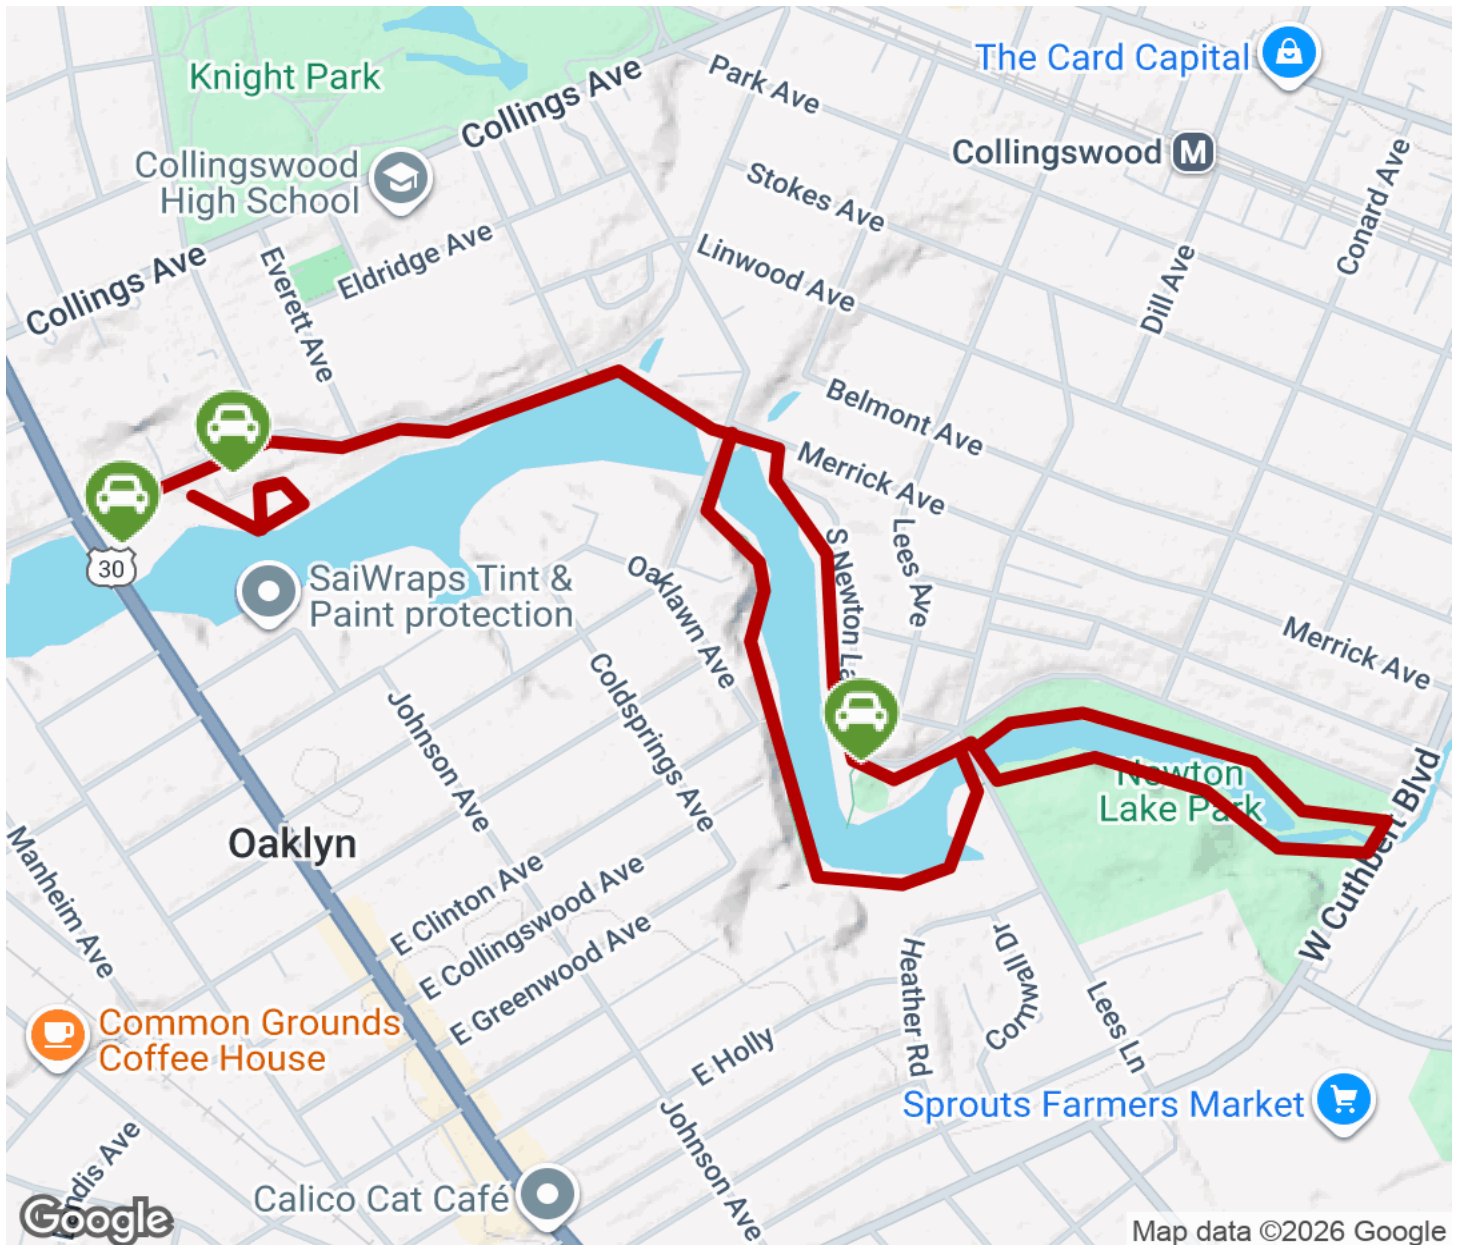 Knight Park
Collings Ave
Park Ave
The Card Capital
Collingswood
M
Conard Ave
Collingswood
High School
Stokes Ave
Collings Ave
Everett Ave
Eldridge Ave
Linwood Ave
Dill Ave
Belmont Ave
Merrick Ave
30
SaiWraps Tint &
Paint protection
Oaklawn Ave
S Newton La
Lees Ave
Merrick Ave
Johnson Ave
Coldsprings Ave
Newton
Lake Park
W Cuthbert Blvd
Oaklyn
Manheim Ave
E Clinton Ave
E Collingswood Ave
E Greenwood Ave
Heather Rd
Cornwall Dr
Lees Ln
Common Grounds
Coffee House
E Holly
Sprouts Farmers Market
Johnson Ave
Calico Cat Café
Ave
Google
Map data ©2026 Google